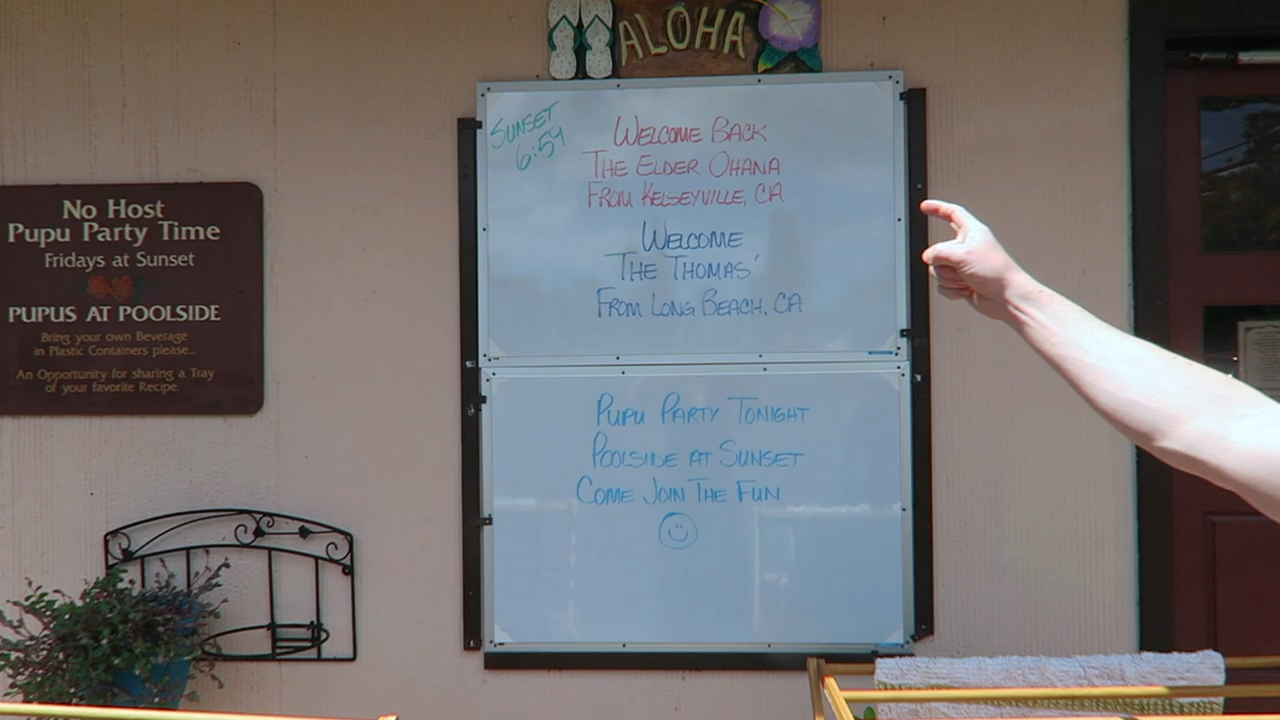 ALOHA
SUNSET
6:59
WELCOME BACK
THE ELDER OHANA
FROM KELSEYVILLE, CA
WELCOME
THE THOMAS'
FROM LONG BEACH, CA
PUPU PARTY TONIGHT
POOLSIDE AT SUNSET
COME JOIN THE FUN
No Host
Pupu Party Time
Fridays at Sunset
PUPUS AT POOLSIDE
Bring your own Beverage
in Plastic Containers please...
An Opportunity for sharing a Tray
of your favorite Recipe.